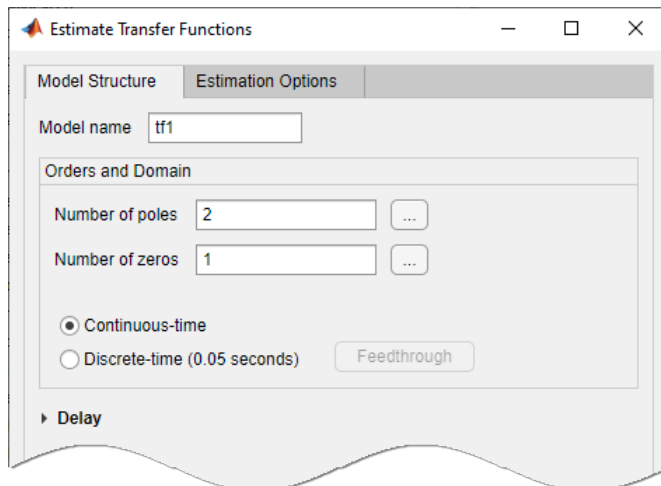 Estimate Transfer Functions
Model Structure
Estimation Options
Model name tf1
Orders and Domain
Number of poles 2 ...
Number of zeros 1 ...
Continuous-time
Discrete-time (0.05 seconds) Feedthrough
Delay